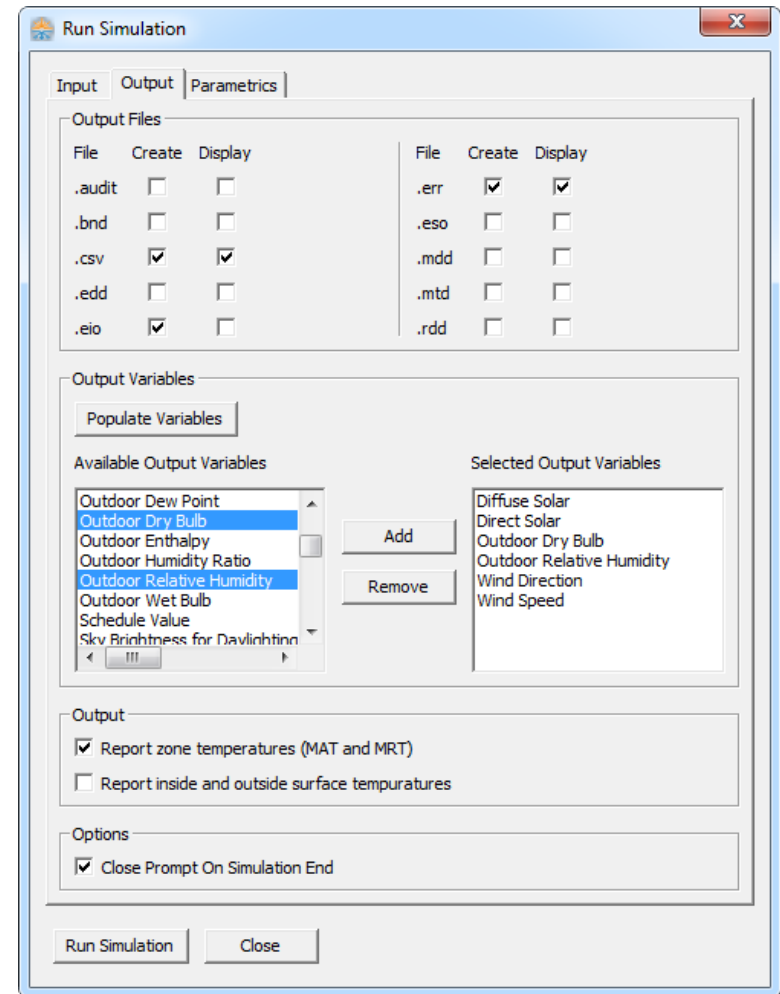 Run Simulation
Input Output Parametrics
Output Files
File Create Display File Create Display
.audit .err
.bnd .eso
.csv .mdd
.edd .mtd
.eio .rdd
Output Variables
Populate Variables
Available Output Variables Selected Output Variables
Outdoor Dew Point
Outdoor Dry Bulb
Outdoor Enthalpy
Outdoor Humidity Ratio
Outdoor Relative Humidity
Outdoor Wet Bulb
Schedule Value
Sky Brightness for Daylighting
Add
Remove
Diffuse Solar
Direct Solar
Outdoor Dry Bulb
Outdoor Relative Humidity
Wind Direction
Wind Speed
Output
Report zone temperatures (MAT and MRT)
Report inside and outside surface tempuratures
Options
Close Prompt On Simulation End
Run Simulation Close